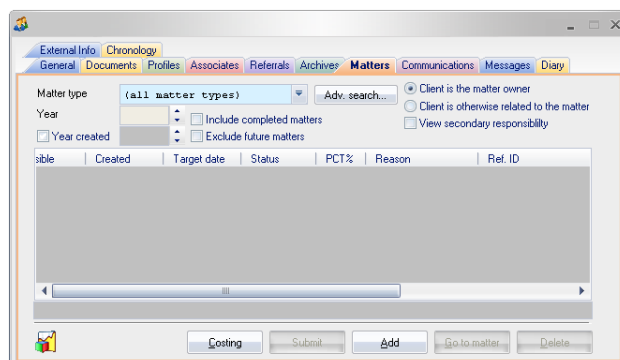 External Info Chronology
General Documents Profiles Associates Referrals Archives Matters Communications Messages Diary
Matter type (all matter types) Adv. search... Client is the matter owner
Client is otherwise related to the matter
Year Include completed matters View secondary responsiblity
Year created Exclude future matters
sible Created Target date Status PCT% Reason Ref. ID
Costing Submit Add Go to matter Delete